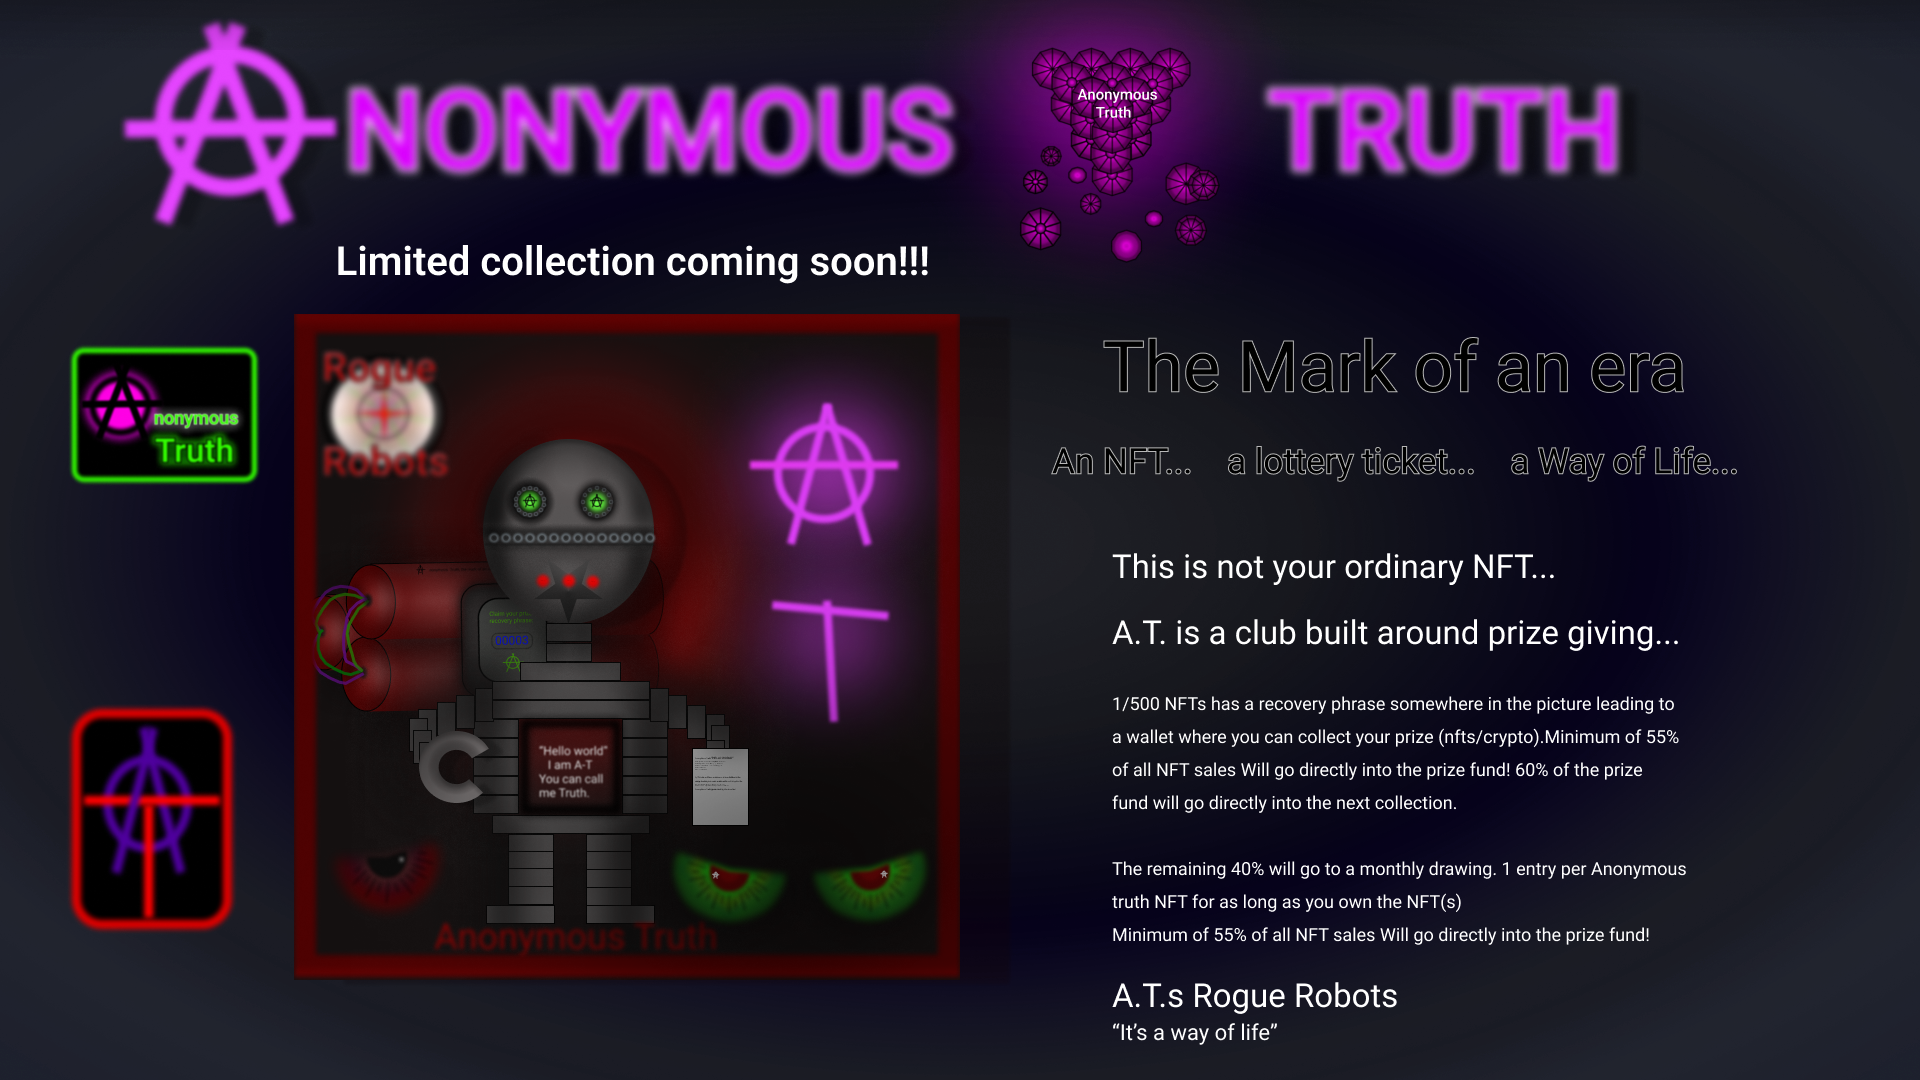 ANONYMOUS TRUTH
Anonymous
Truth
Limited collection coming soon!!!
Anonymous
Truth
Rogue
Robots
A
T
00003
"Hello world"
I am A-T
You can call
me Truth.
Anonymous Truth
The Mark of an era
An NFT... a lottery ticket... a Way of Life...
This is not your ordinary NFT...
A.T. is a club built around prize giving...
1/500 NFTs has a recovery phrase somewhere in the picture leading to
a wallet where you can collect your prize (nfts/crypto).Minimum of 55%
of all NFT sales Will go directly into the prize fund! 60% of the prize
fund will go directly into the next collection.
The remaining 40% will go to a monthly drawing. 1 entry per Anonymous
truth NFT for as long as you own the NFT(s)
Minimum of 55% of all NFT sales Will go directly into the prize fund!
A.T.s Rogue Robots
“It’s a way of life”